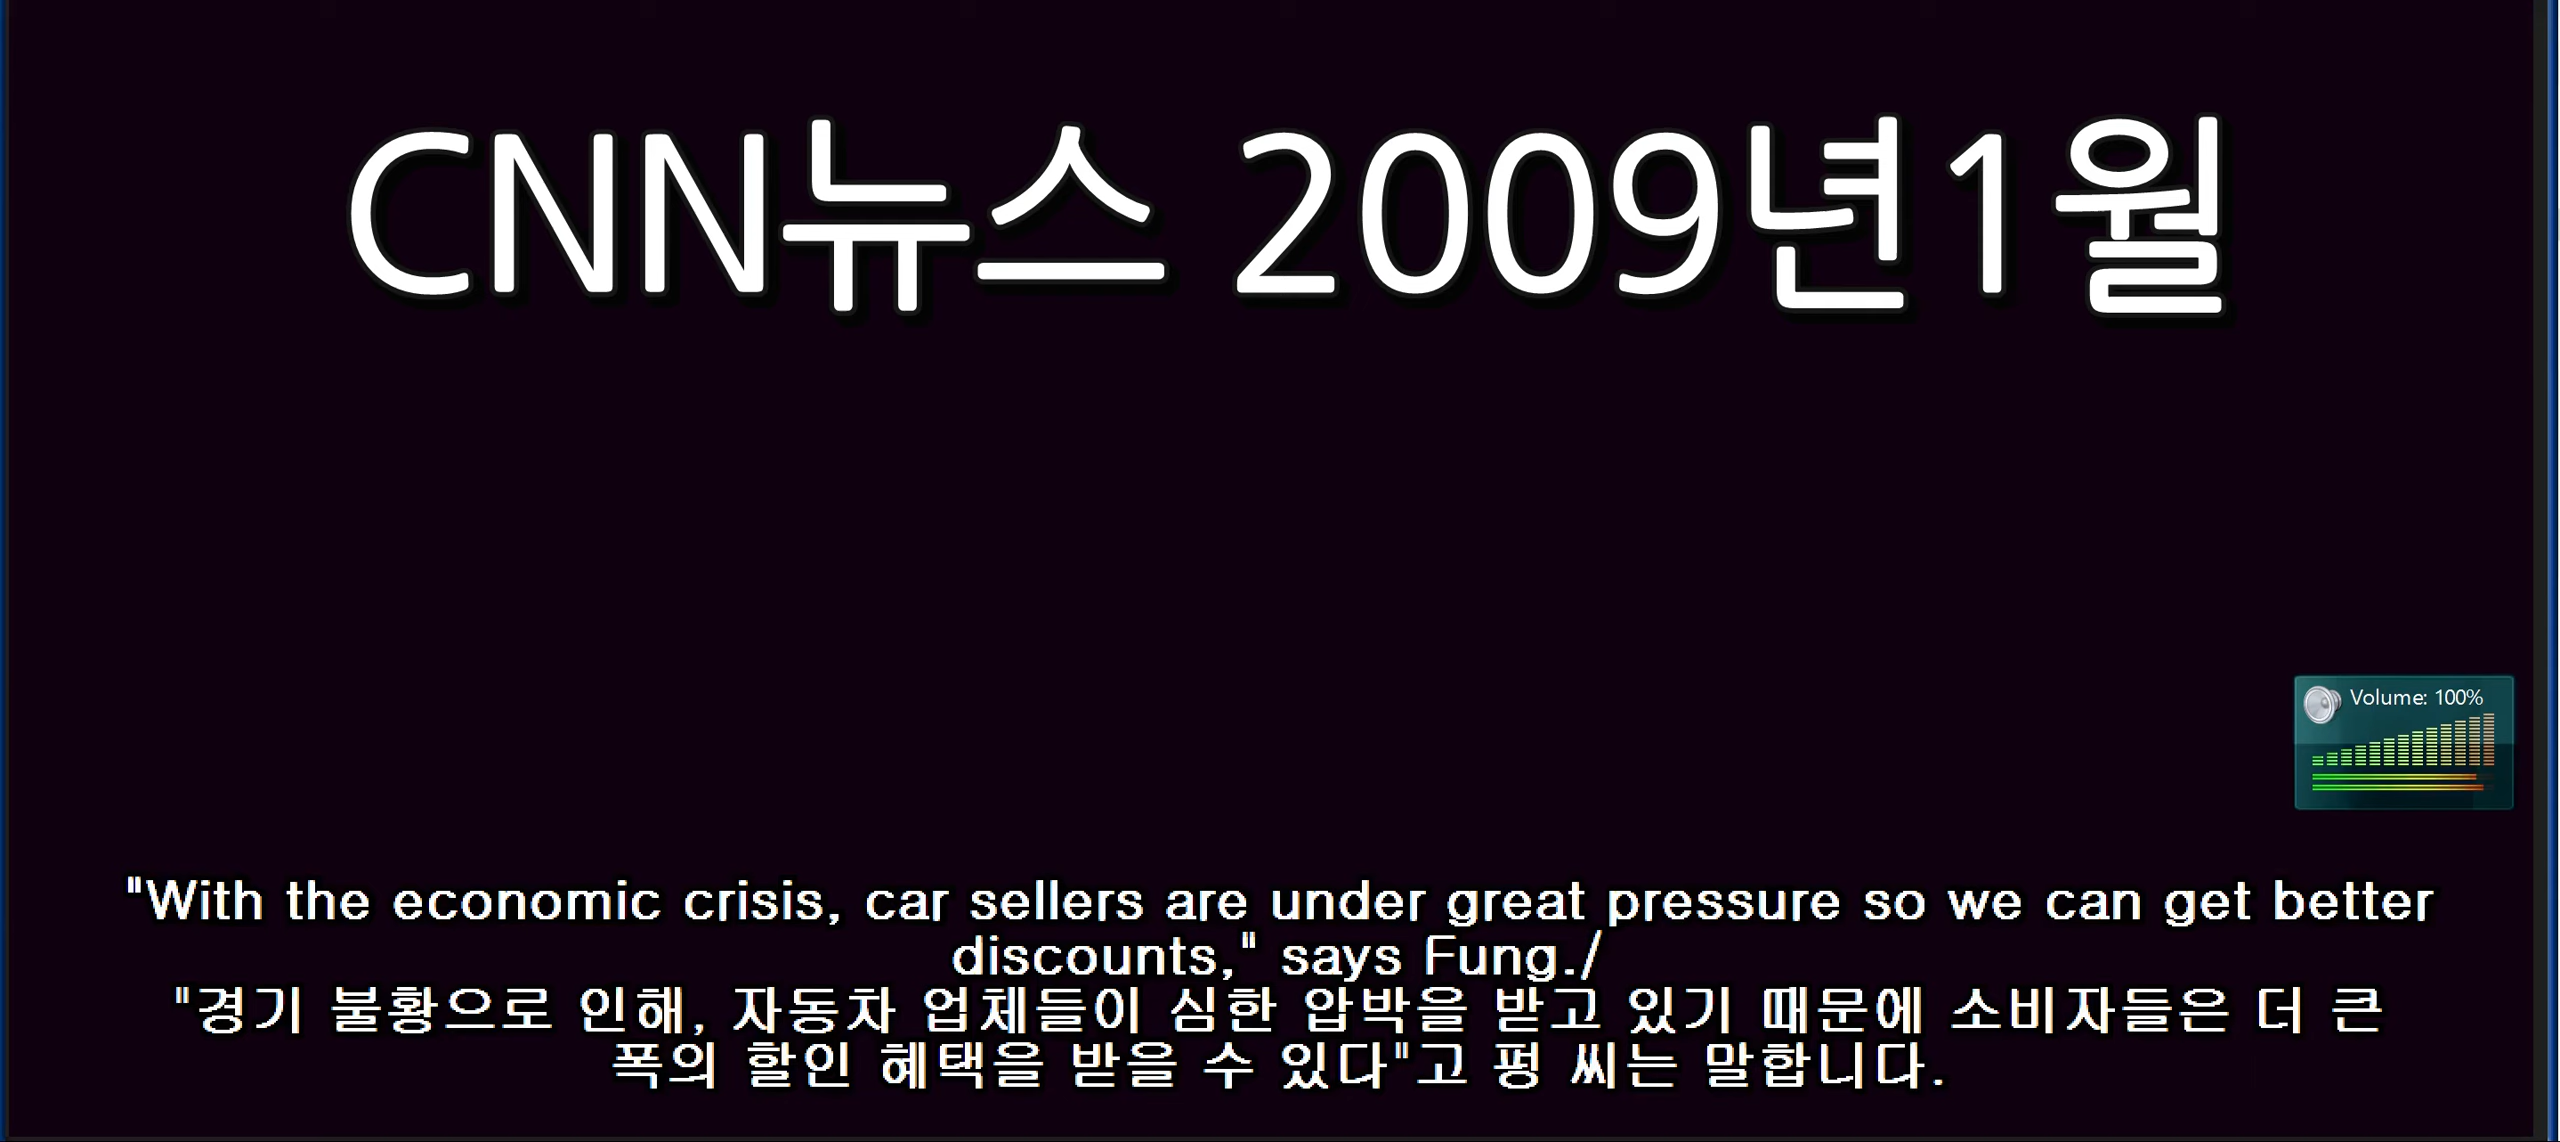 CNN뉴스 2009년1월
Volume: 100%
"With the economic crisis, car sellers are under great pressure so we can get better
discounts," says Fung./
"경기 불황으로 인해, 자동차 업체들이 심한 압박을 받고 있기 때문에 소비자들은 더 큰
폭의 할인 혜택을 받을 수 있다"고 펑 씨는 말합니다.